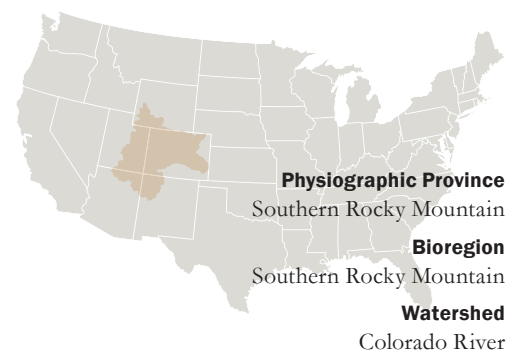 Physiographic Province
Southern Rocky Mountain
Bioregion
Southern Rocky Mountain
Watershed
Colorado River